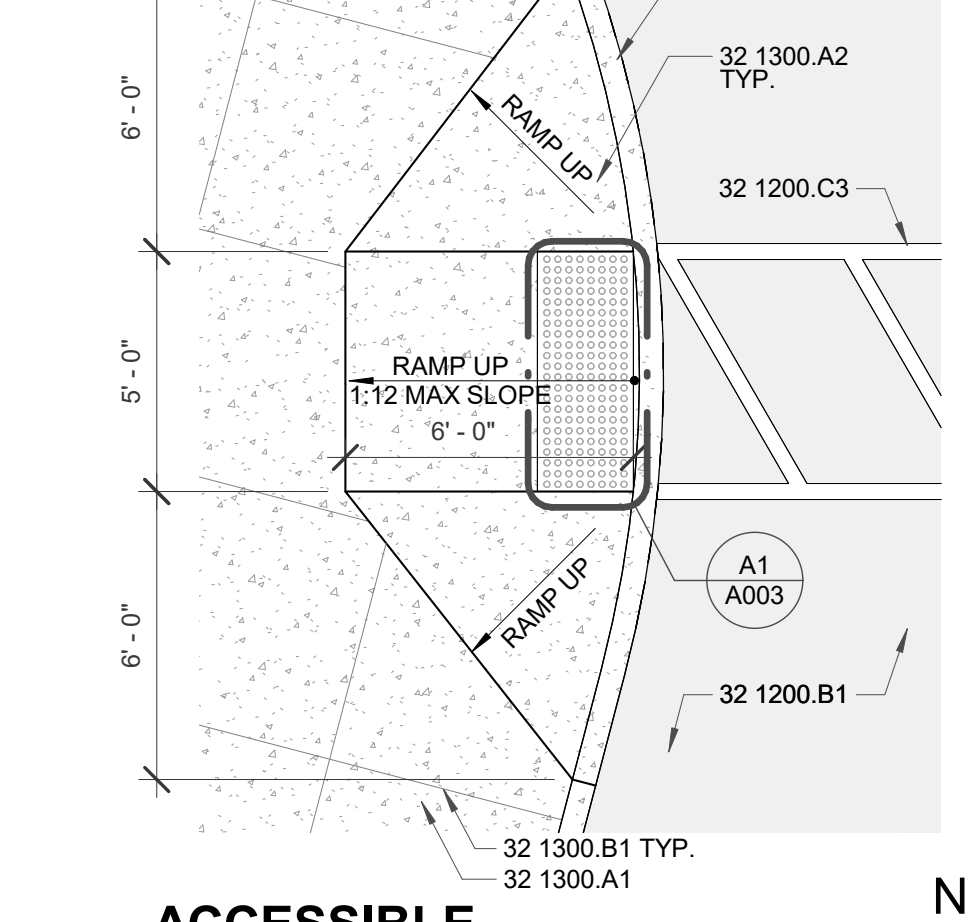 32 1300.A2
TYP.
6' - 0"
RAMP UP
32 1200.C3
5' - 0"
RAMP UP
1:12 MAX SLOPE
6' - 0"
A1
A003
RAMP UP
6' - 0"
32 1200.B1
32 1300.B1 TYP.
32 1300.A1
ACCESSIBLE
N